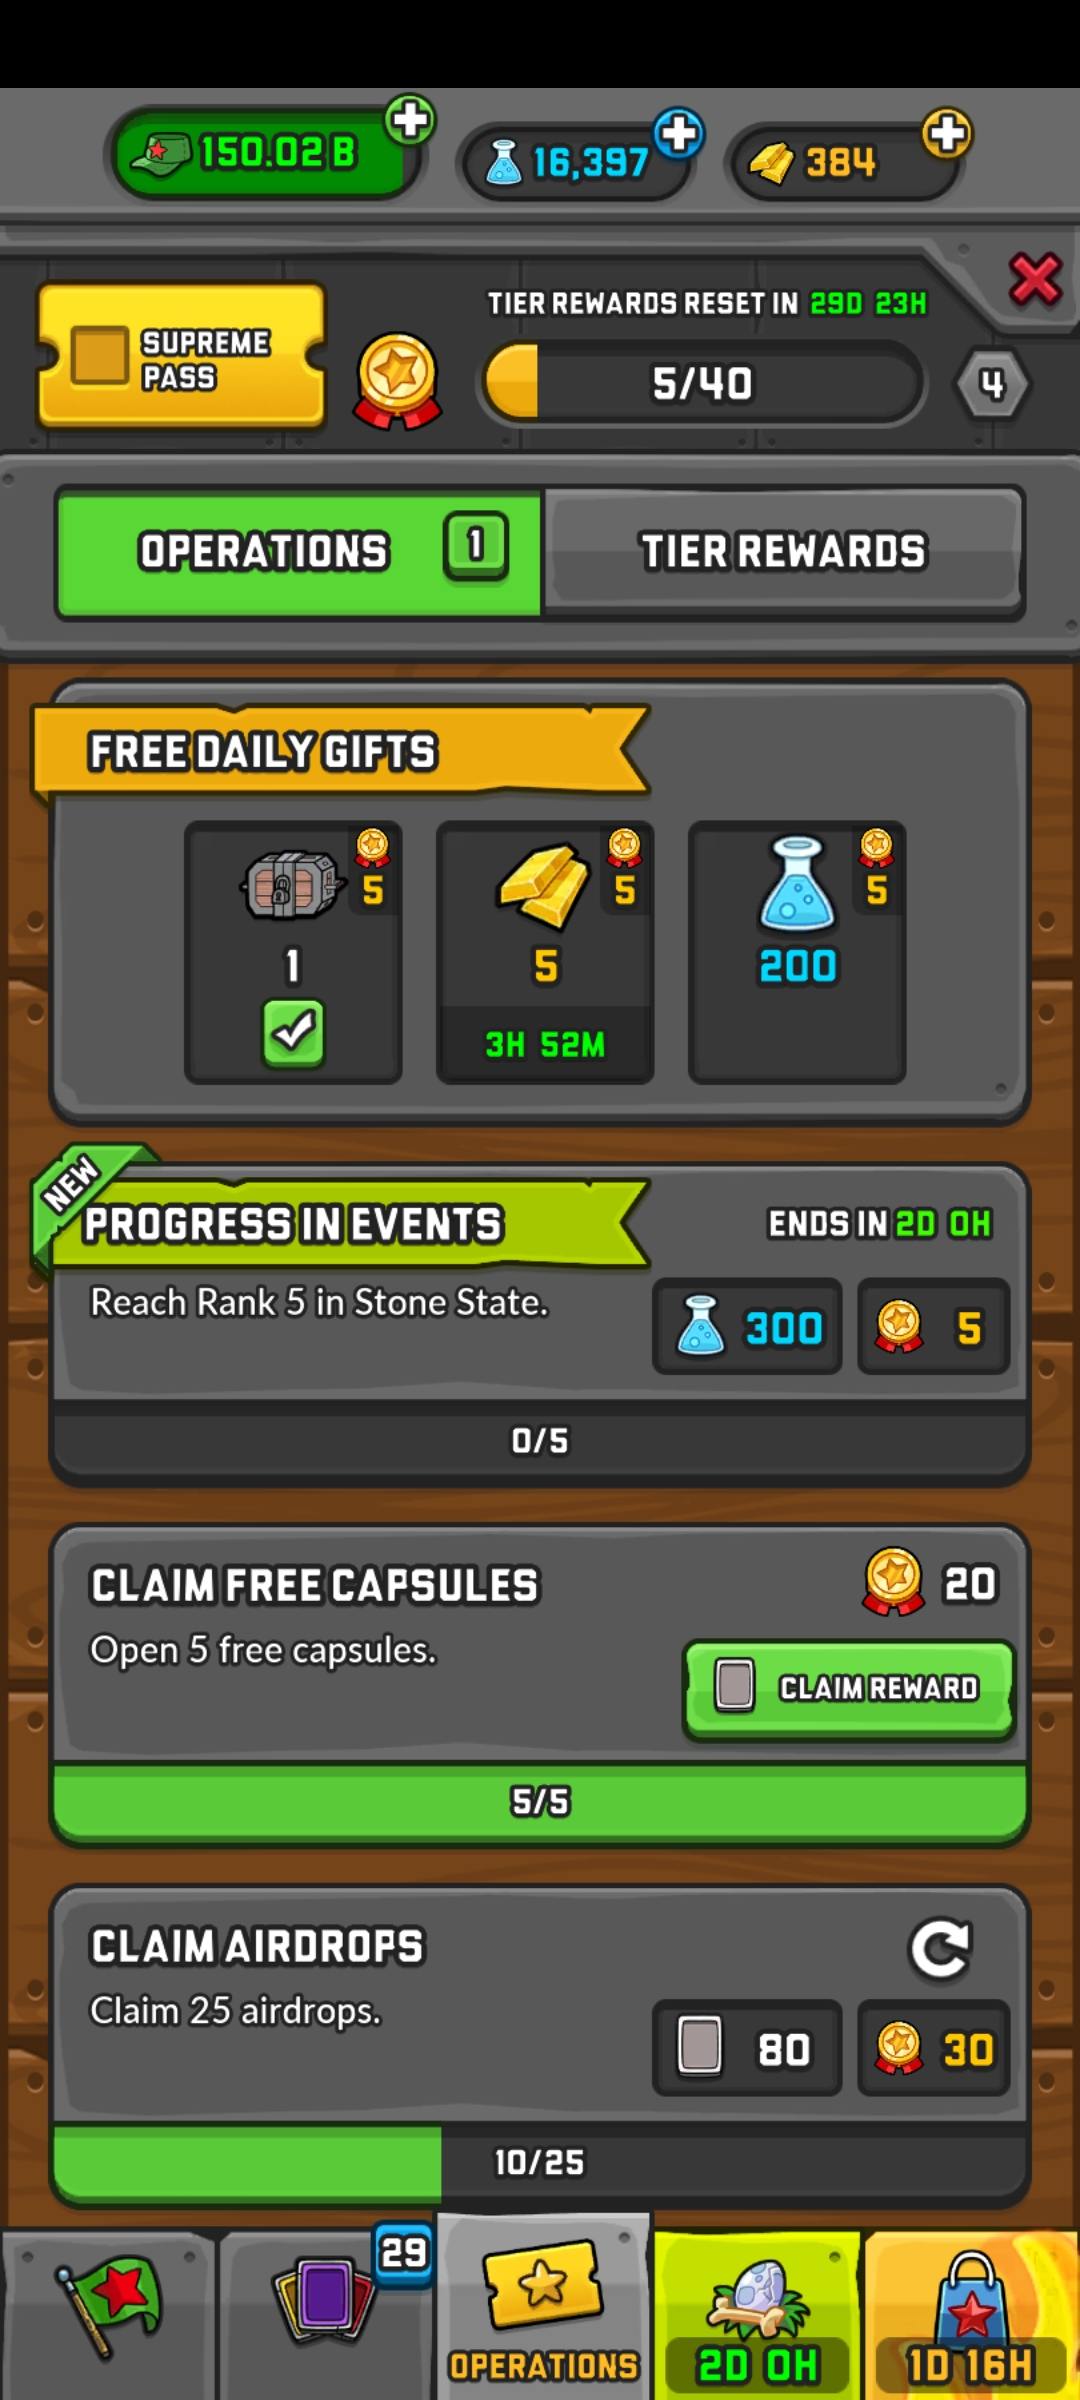 150.02 B
16,397
384
TIER REWARDS RESET IN 29D 23H
SUPREME
PASS
5/40
4
OPERATIONS 1
TIER REWARDS
FREE DAILY GIFTS
5
5
5
1
5
200
3H 52M
NEW
PROGRESS IN EVENTS
ENDS IN 2D 0H
Reach Rank 5 in Stone State.
300
5
0/5
CLAIM FREE CAPSULES
20
Open 5 free capsules.
CLAIM REWARD
5/5
CLAIM AIRDROPS
Claim 25 airdrops.
80
30
10/25
29
OPERATIONS
2D 0H
1D 16H